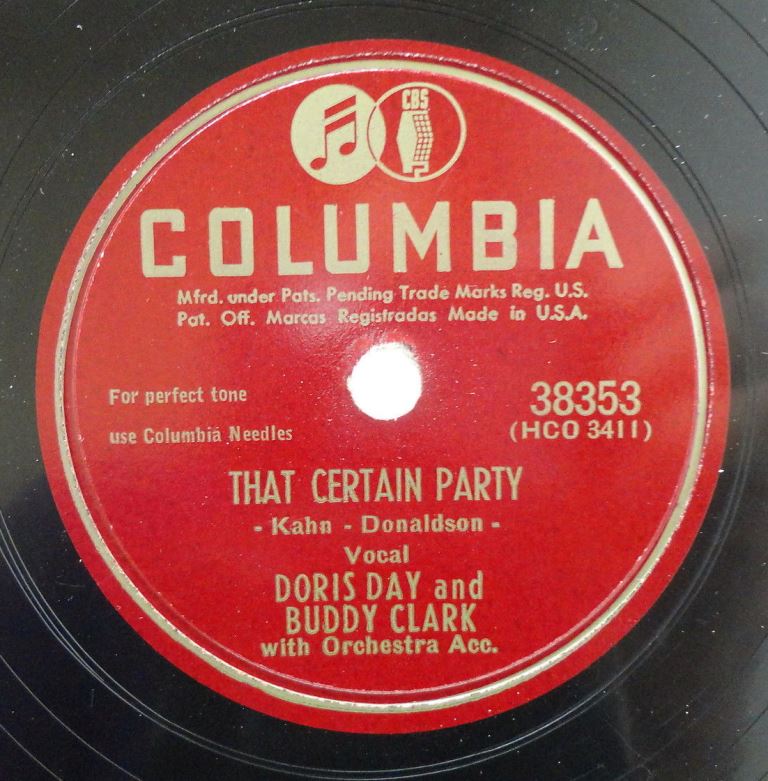 CBS
COLUMBIA
Mfrd. under Pats. Pending Trade Marks Reg. U.S.
Pat. Off. Marcas Registradas Made in U.S.A.
For perfect tone
use Columbia Needles
38353
(HCO 3411)
THAT CERTAIN PARTY
- Kahn - Donaldson -
Vocal
DORIS DAY and
BUDDY CLARK
with Orchestra Acc.